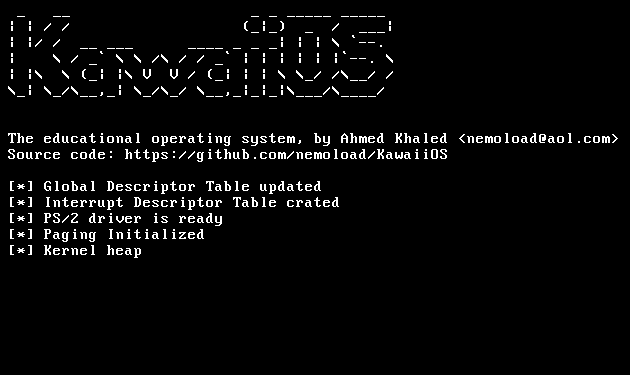 KawaiiOS
The educational operating system, by Ahmed Khaled <nemoload@aol.com>
Source code: https://github.com/nemoload/KawaiiOS
[*] Global Descriptor Table updated
[*] Interrupt Descriptor Table crated
[*] PS/2 driver is ready
[*] Paging Initialized
[*] Kernel heap